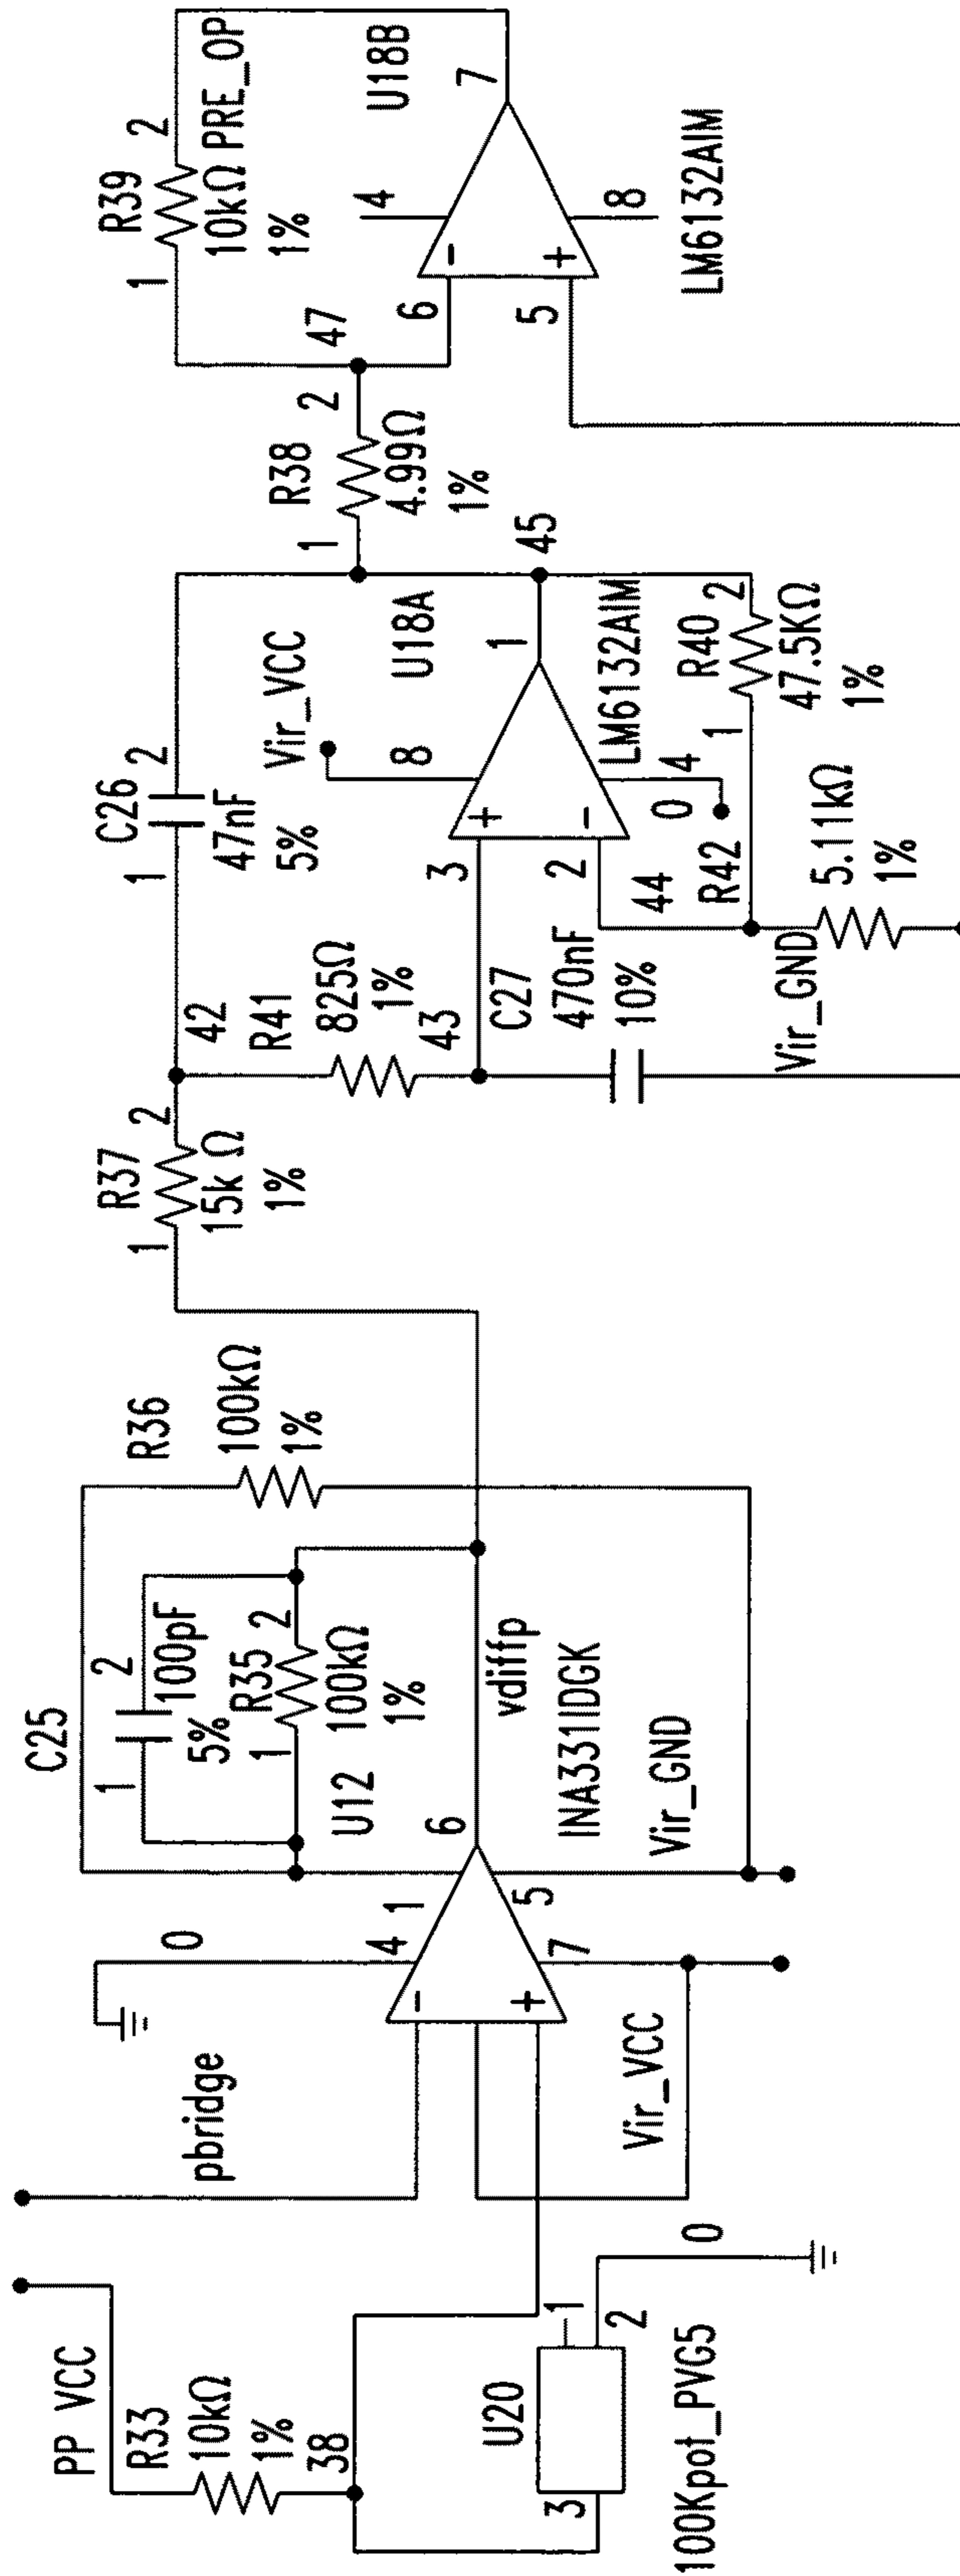 PP_VCC
R33
10kΩ
1%
38
U20
3
1
2
0
100Kpot_PVG5
pbridge
0
Vir_VCC
4
1
-
+
7
5
6
U12
INA331IDGK
Vir_GND
vdiffp
C25
1
2
100pF
5%
R35
1
2
100kΩ
1%
R36
100kΩ
1%
R37
1
2
15k Ω
1%
42
R41
825Ω
1%
43
C27
470nF
10%
Vir_GND
C26
1
2
47nF
5%
Vir_VCC
8
3
+
2
-
44
0
4
1
U18A
LM6132AIM
R42
5.11kΩ
1%
R40
1
2
47.5KΩ
1%
45
R38
1
2
4.99Ω
1%
47
R39
1
2
10kΩ
1%
PRE_OP
6
5
-
+
4
8
7
U18B
LM6132AIM